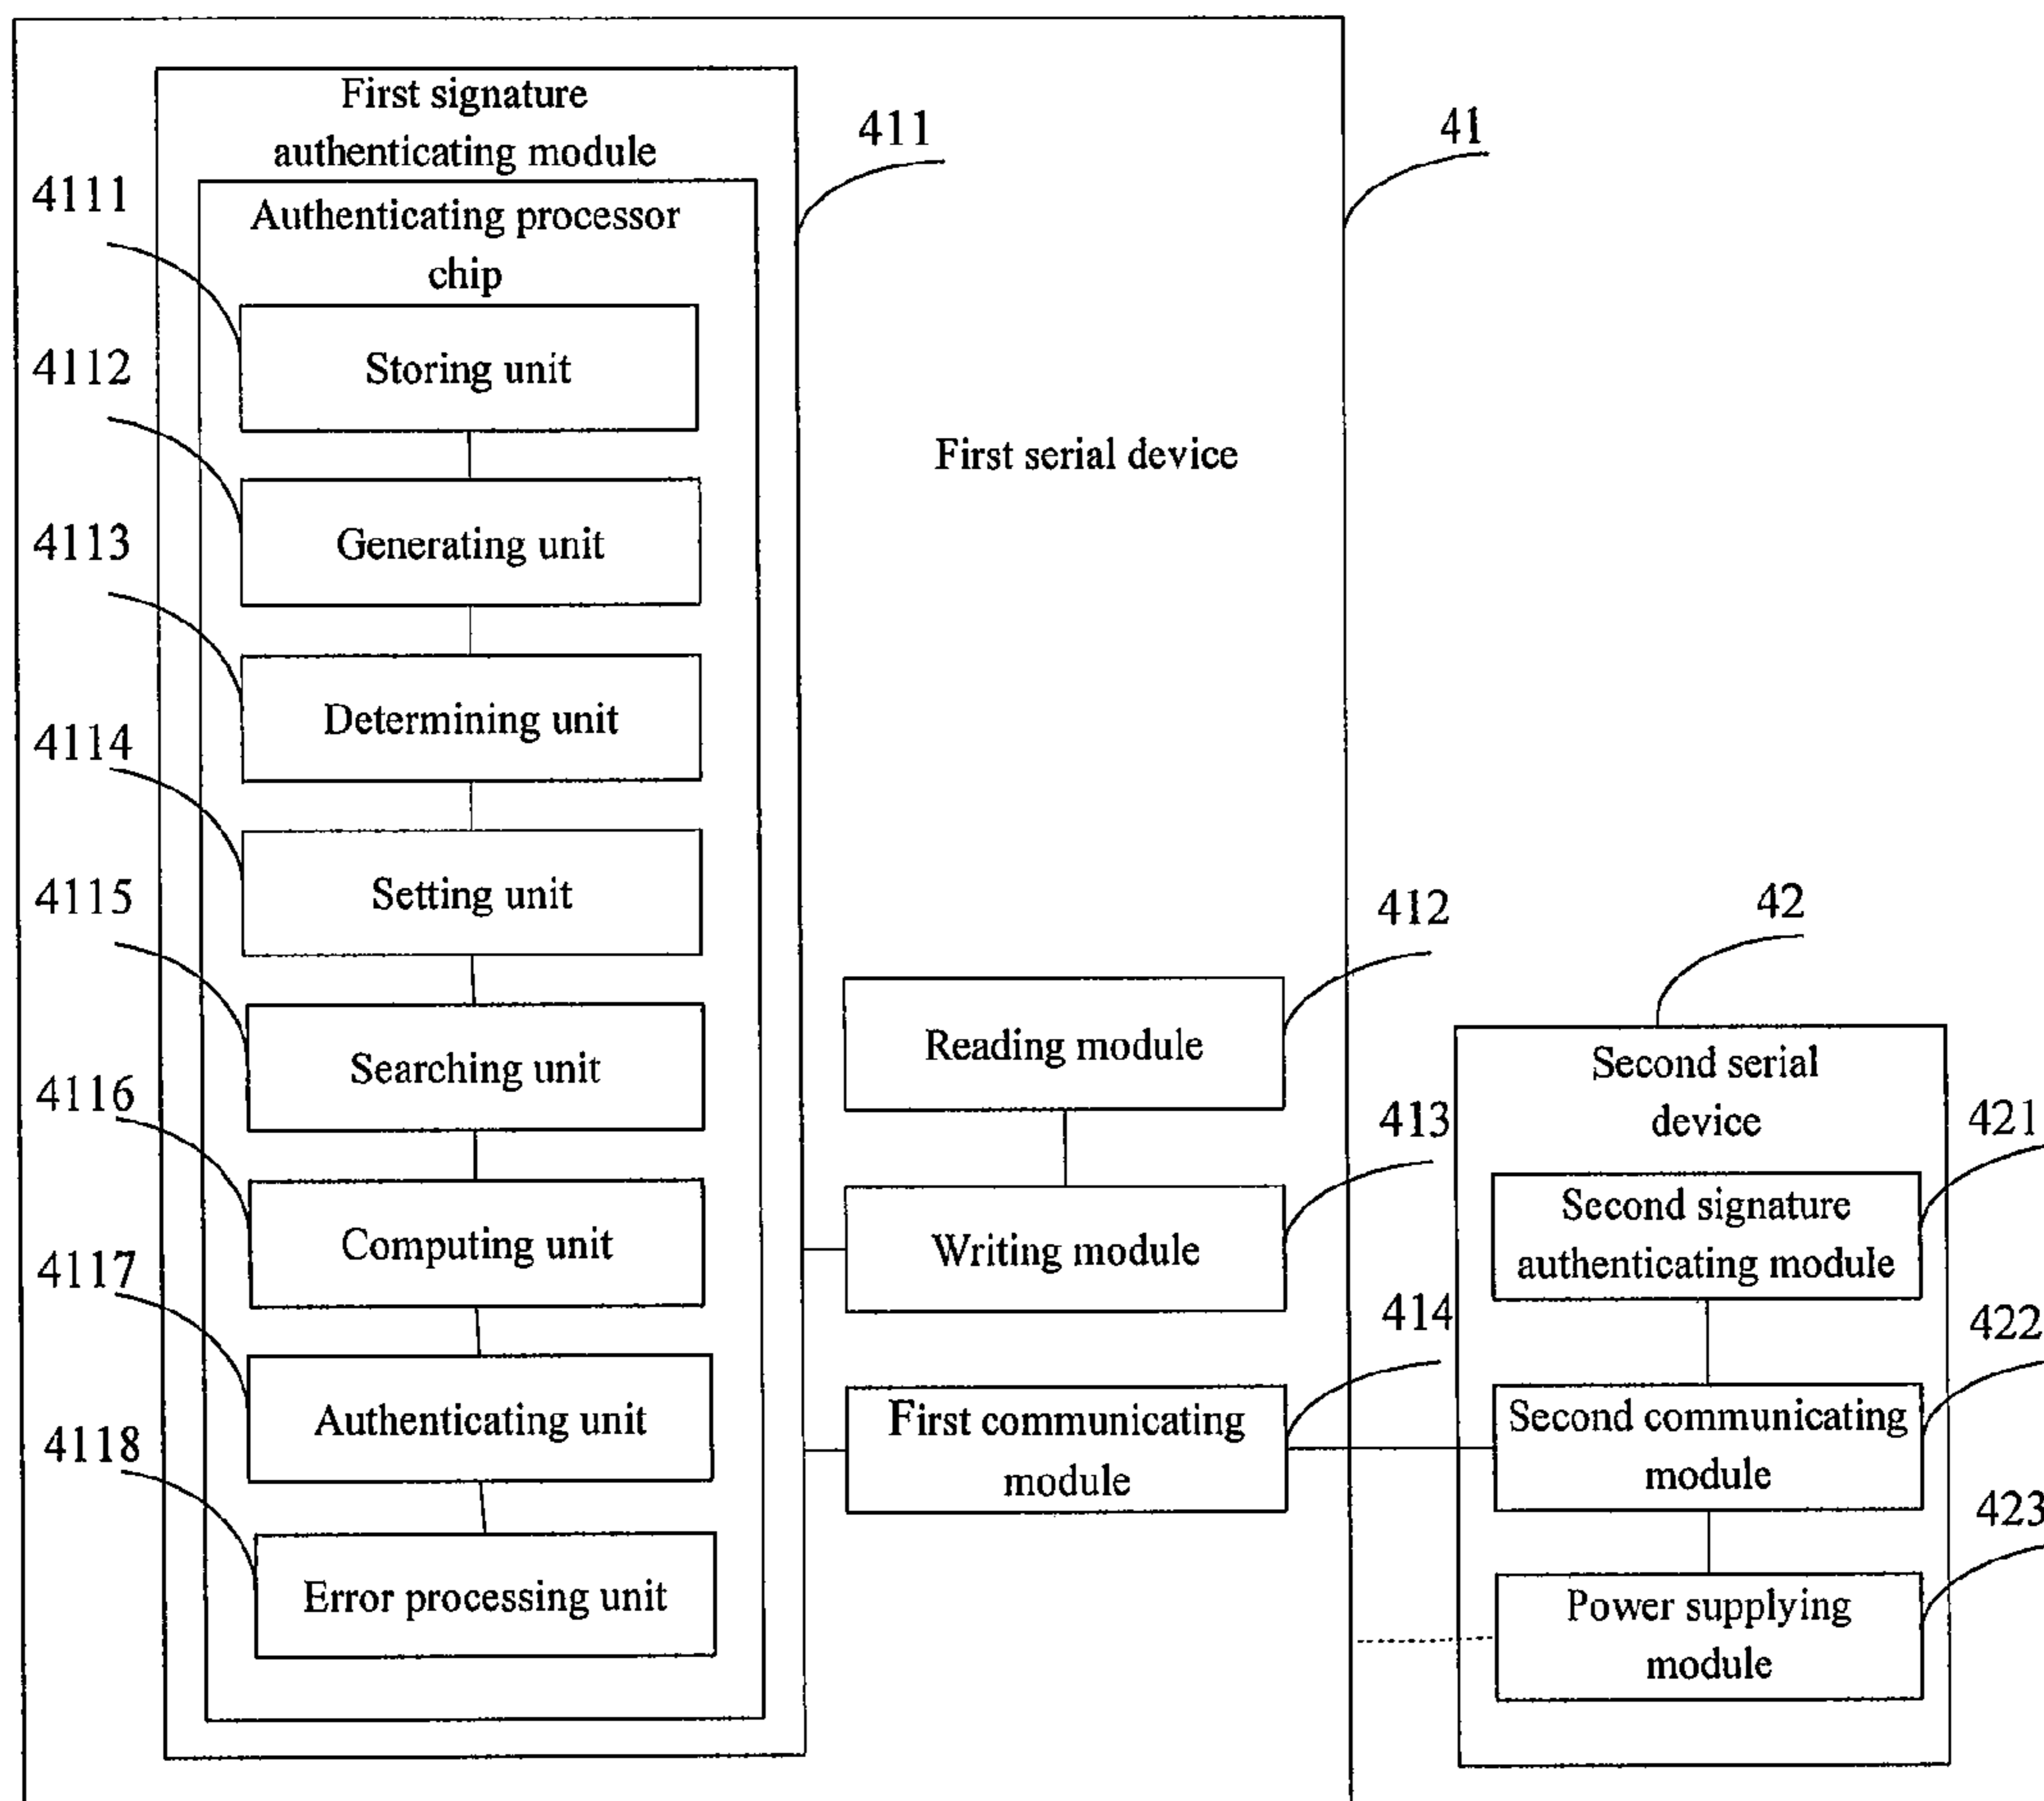 First signature
authenticating module
411
41
4111
Authenticating processor
chip
Storing unit
4112
First serial device
Generating unit
4113
Determining unit
4114
Setting unit
4115
412
42
Reading module
Second serial
device
Searching unit
4116
413
421
Second signature
authenticating module
Computing unit
Writing module
4117
414
422
Authenticating unit
First communicating
module
Second communicating
module
4118
423
Error processing unit
Power supplying
module